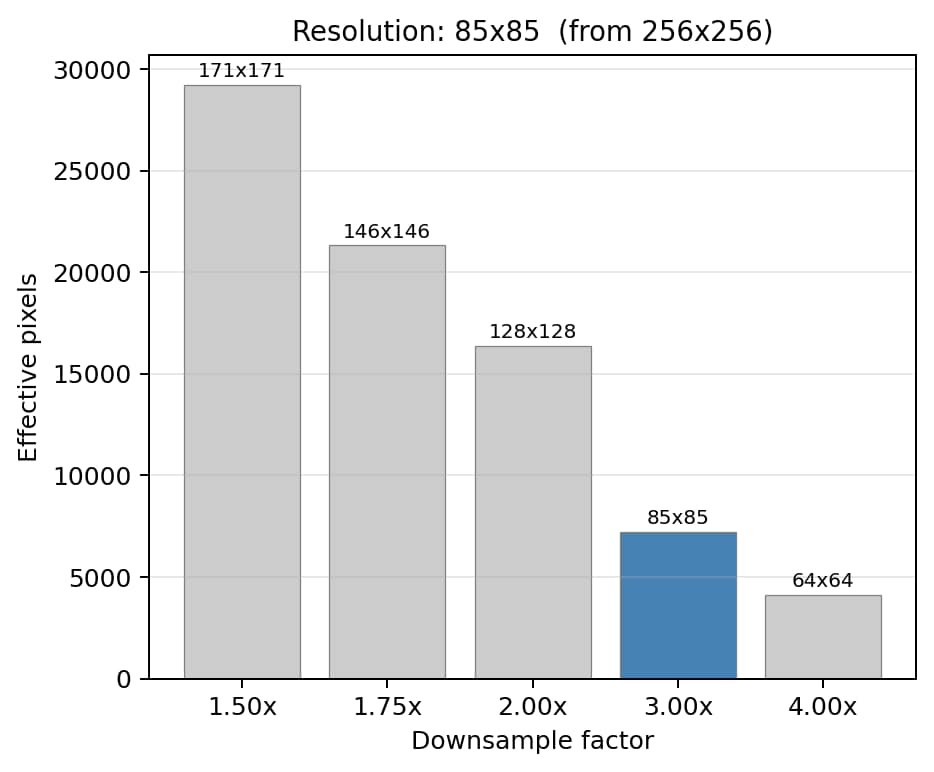 Resolution: 85x85  (from 256x256)
30000
25000
20000
15000
10000
5000
0
Effective pixels
171x171
146x146
128x128
85x85
64x64
1.50x
1.75x
2.00x
3.00x
4.00x
Downsample factor